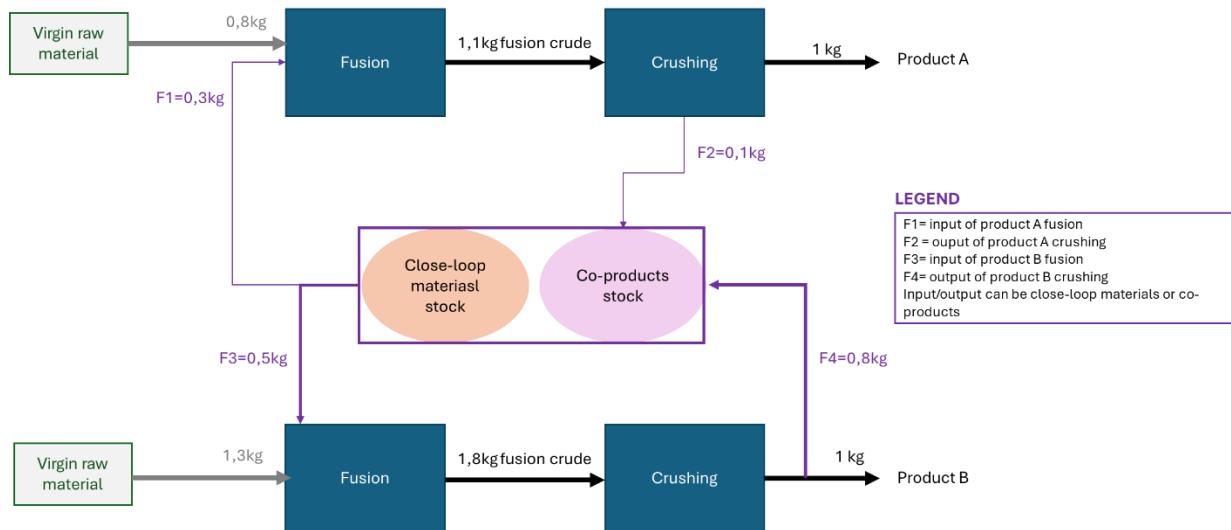 Virgin raw
material
0,8kg
Fusion
1,1kg fusion crude
Crushing
1 kg
Product A
F1=0,3kg
F2=0,1kg
LEGEND
F1= input of product A fusion
F2 = ouput of product A crushing
F3= input of product B fusion
F4= output of product B crushing
Input/output can be close-loop materials or co-
products
Close-loop
materiasl
stock
Co-products
stock
F3=0,5kg
F4=0,8kg
Virgin raw
material
1,3kg
Fusion
1,8kg fusion crude
Crushing
1 kg
Product B